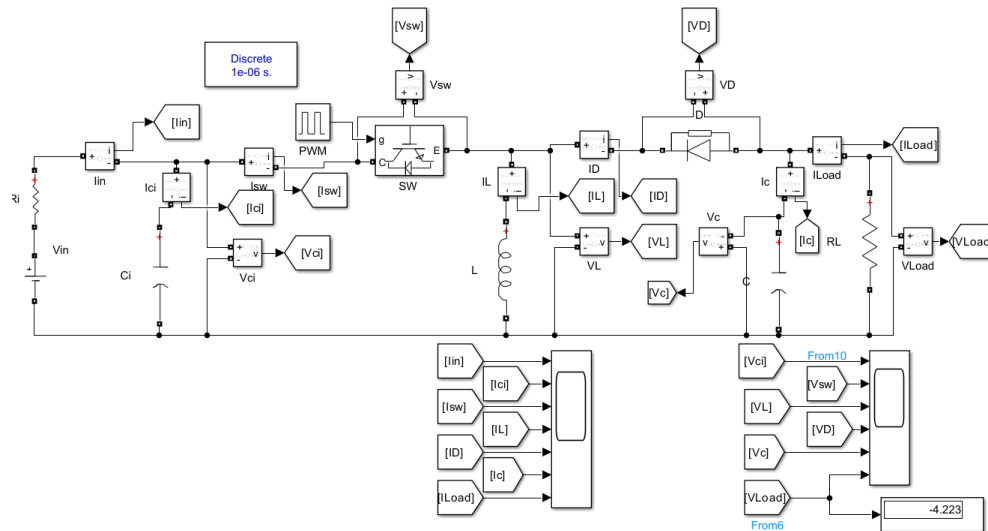 [Vsw]
[VD]
Discrete
1e-06 s.
Vsw
VD
[Iin]
PWM
g
C
E
SW
D
i
Iin
Isw
[Isw]
Ici
[Ici]
ID
[ID]
IL
[IL]
ILoad
[ILoad]
Ic
[Ic]
RL
Vin
Ci
v
Vci
[Vci]
L
VL
[VL]
Vc
[Vc]
C
VLoad
[VLoad]
[Iin]
[Ici]
[Isw]
[IL]
[ID]
[Ic]
[ILoad]
From10
[Vci]
[Vsw]
[VL]
[VD]
[Vc]
[VLoad]
From6
-4.223